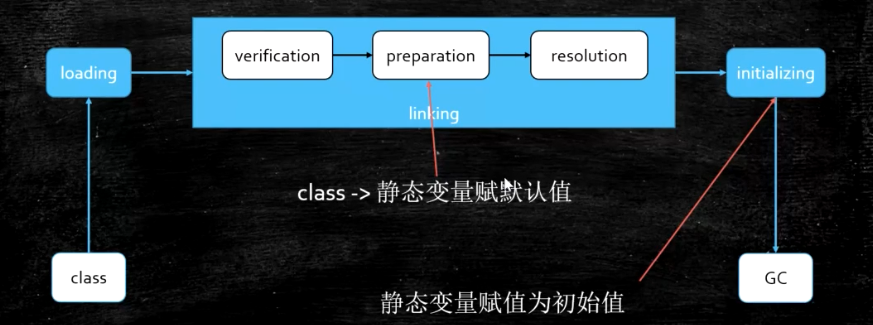 verification
preparation
resolution
loading
initializing
linking
class -> 静态变量赋默认值
class
GC
静态变量赋值为初始值